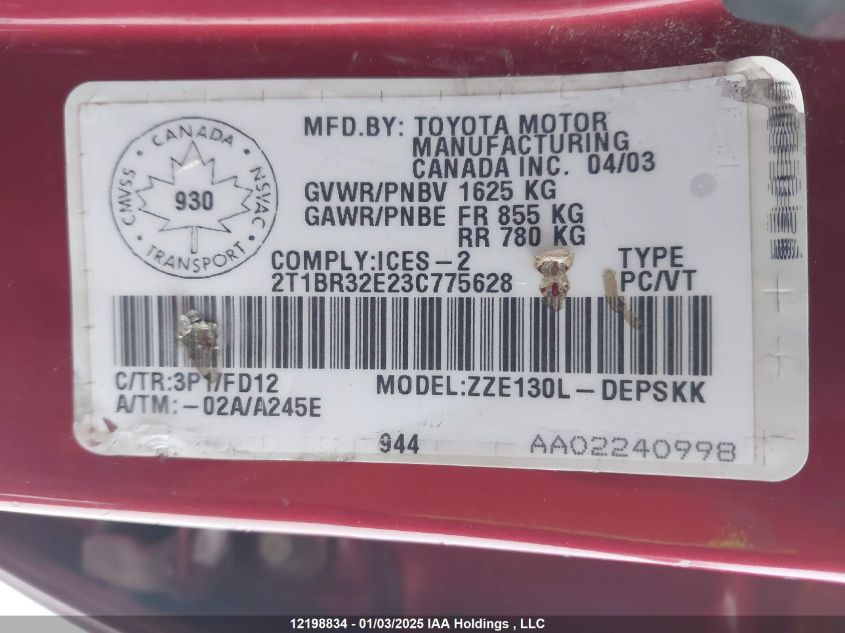 CANADA
CMVSS
NSVAC
930
TRANSPORT
MFD.BY: TOYOTA MOTOR
MANUFACTURING
CANADA INC. 04/03
GVWR/PNBV 1625 KG
GAWR/PNBE FR 855 KG
RR 780 KG
COMPLY:ICES-2
TYPE
2T1BR32E23C775628
PC/VT
C/TR:3P1/FD12
MODEL:ZZE130L-DEPSKK
A/TM:-02A/A245E
944
AA02240998
12198834 - 01/03/2025 IAA Holdings , LLC